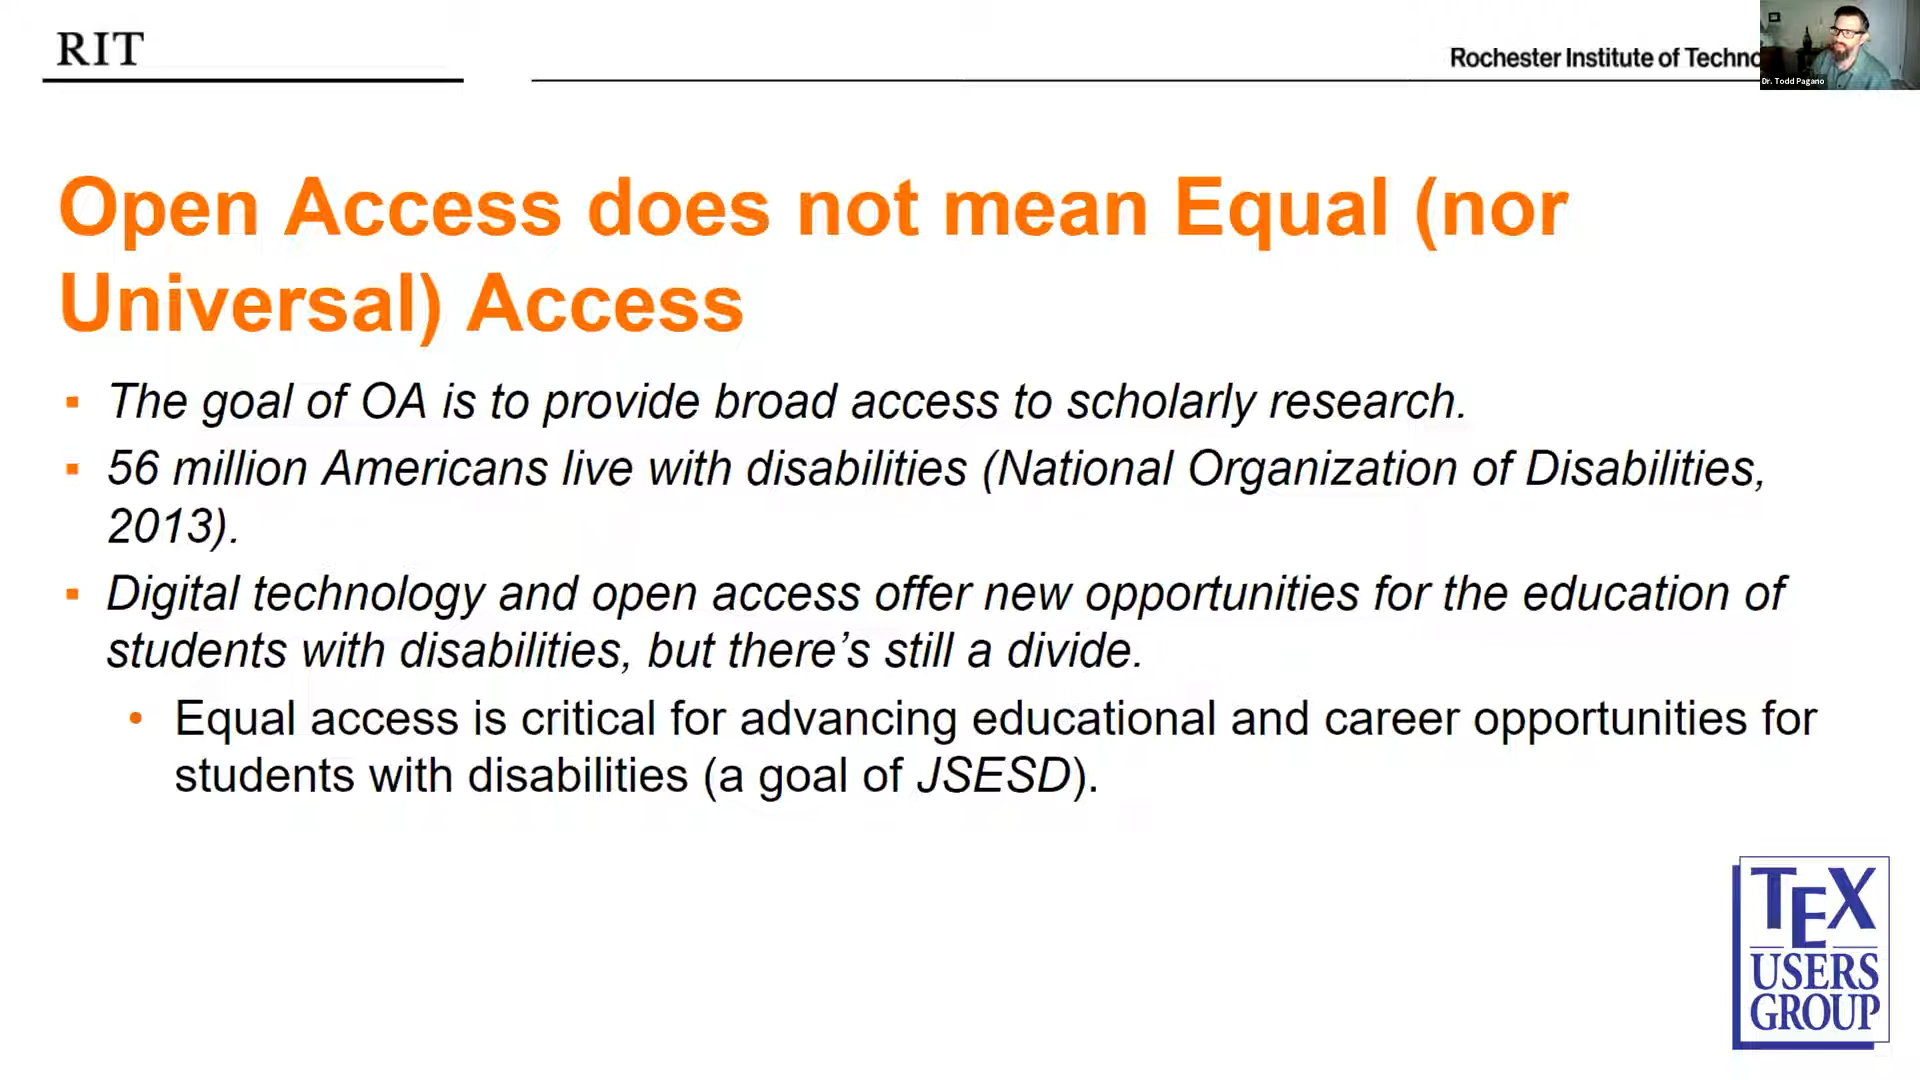 RIT
Rochester Institute of Techno
Dr. Todd Pagano
Open Access does not mean Equal (nor
Universal) Access
▪ The goal of OA is to provide broad access to scholarly research.
▪ 56 million Americans live with disabilities (National Organization of Disabilities,
2013).
▪ Digital technology and open access offer new opportunities for the education of
students with disabilities, but there’s still a divide.
• Equal access is critical for advancing educational and career opportunities for
students with disabilities (a goal of JSESD).
TEX
USERS
GROUP